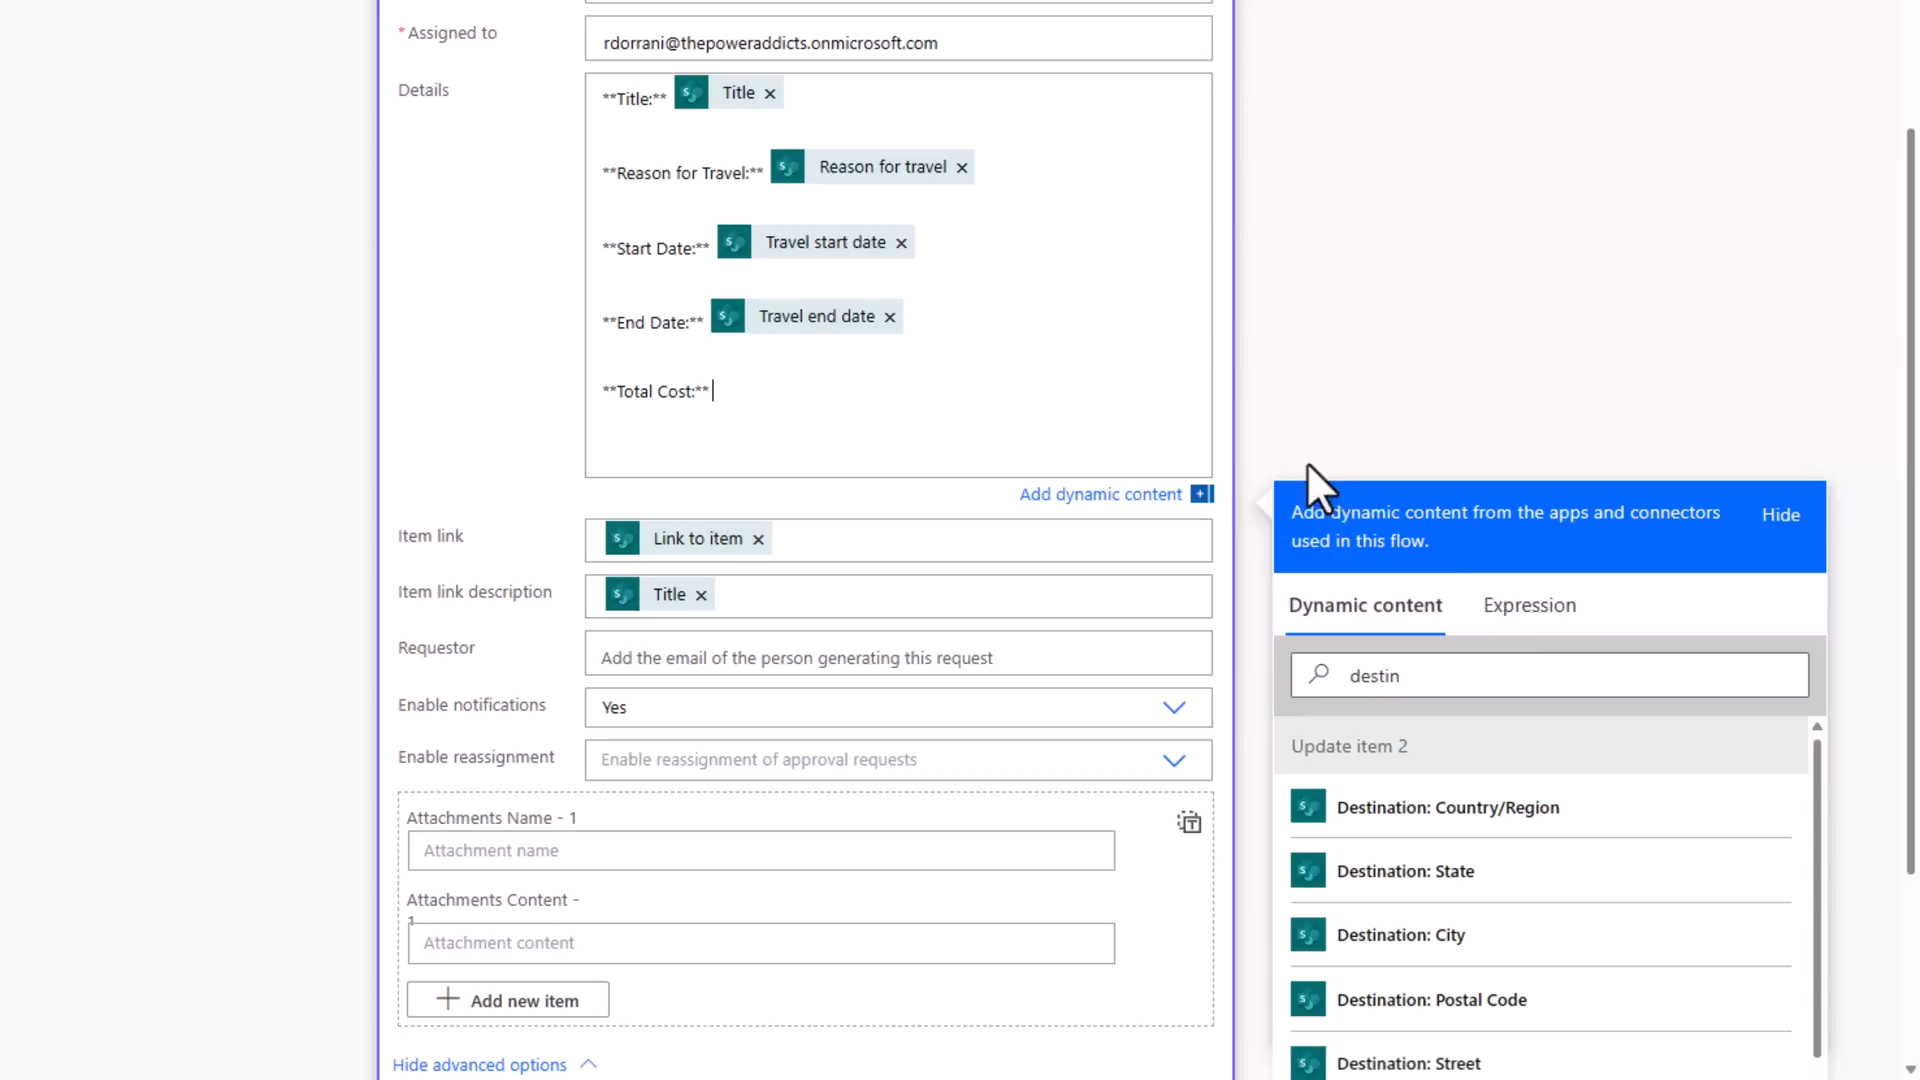 * Assigned to
rdorrani@thepoweraddicts.onmicrosoft.com
Details
**Title:** Title ×
**Reason for Travel:** Reason for travel ×
**Start Date:** Travel start date ×
**End Date:** Travel end date ×
**Total Cost:**
Add dynamic content
Item link
Link to item ×
Item link description
Title ×
Requestor
Add the email of the person generating this request
Enable notifications
Yes
Enable reassignment
Enable reassignment of approval requests
Attachments Name - 1
Attachment name
Attachments Content -
1
Attachment content
Add new item
Hide advanced options
Add dynamic content from the apps and connectors
used in this flow.
Hide
Dynamic content
Expression
destin
Update item 2
Destination: Country/Region
Destination: State
Destination: City
Destination: Postal Code
Destination: Street